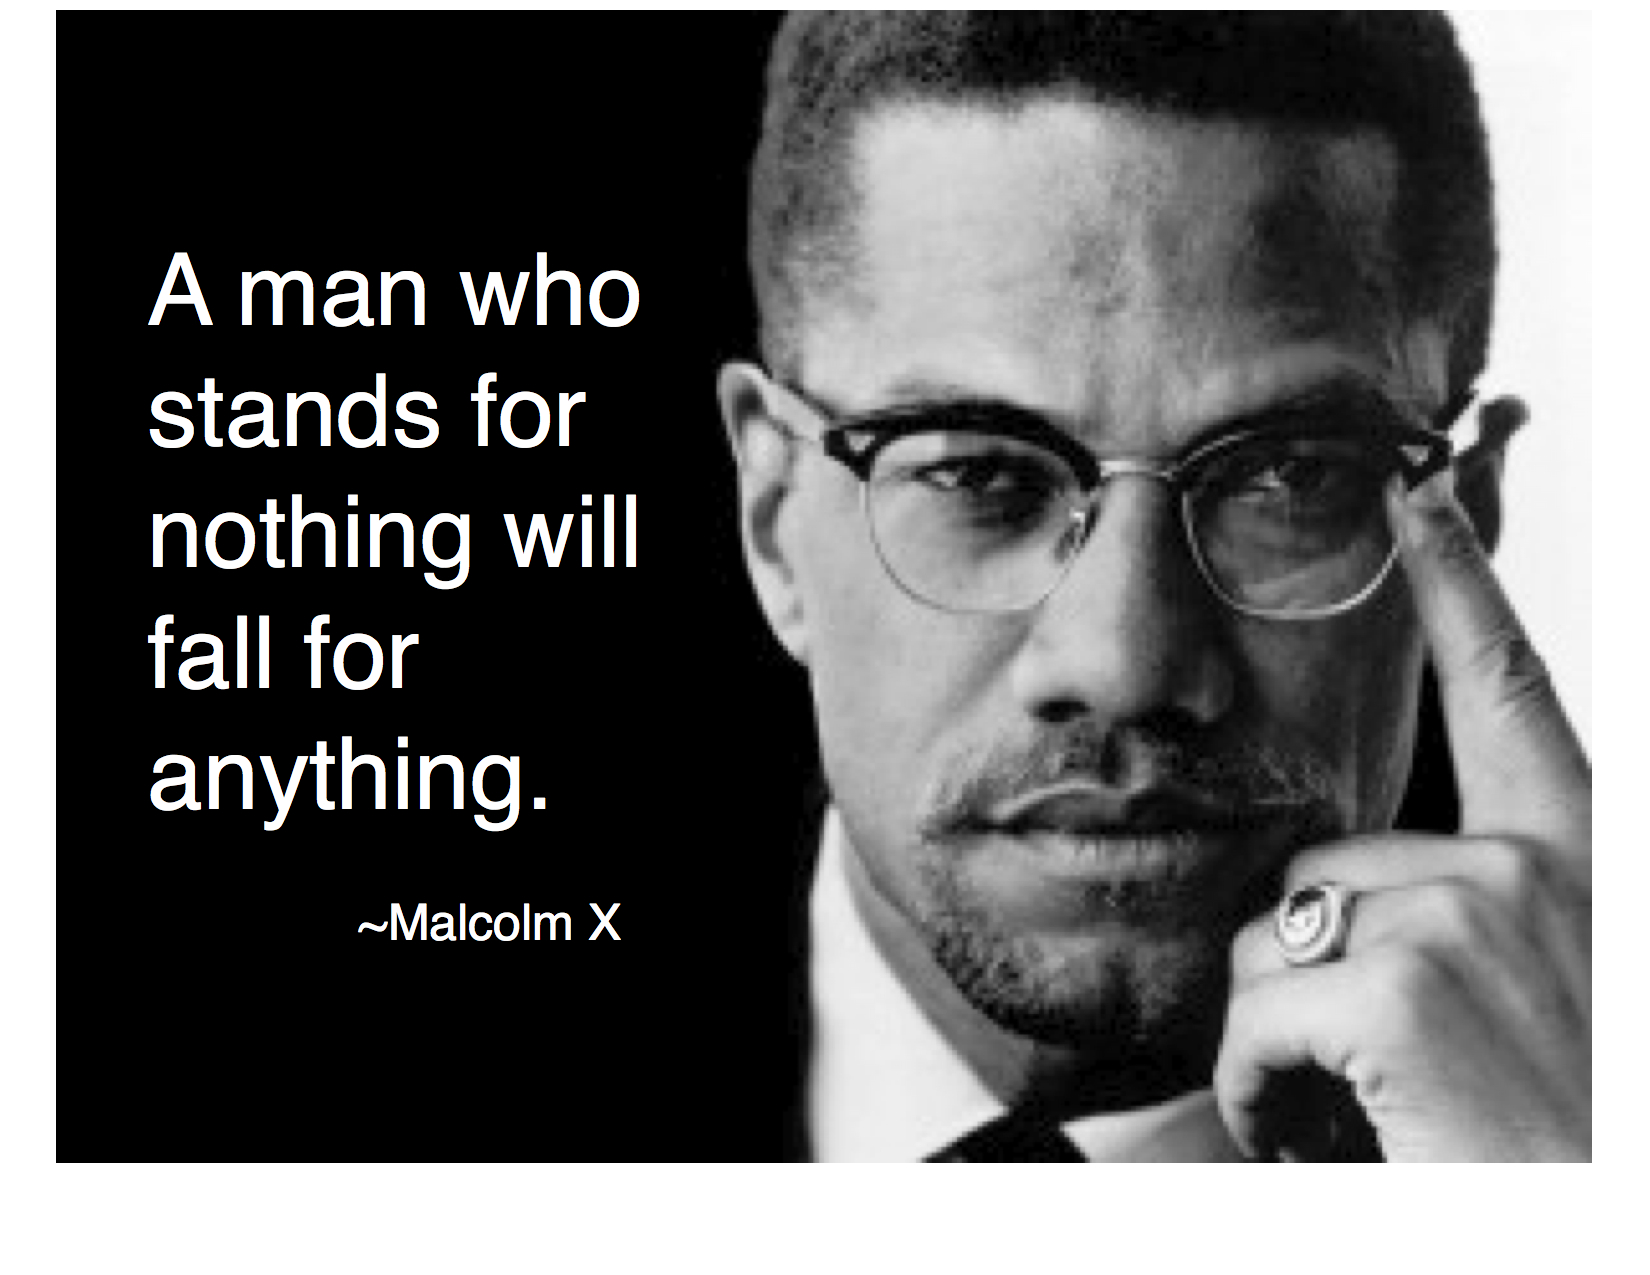 A man who
stands for
nothing will
fall for
anything.
~Malcolm X